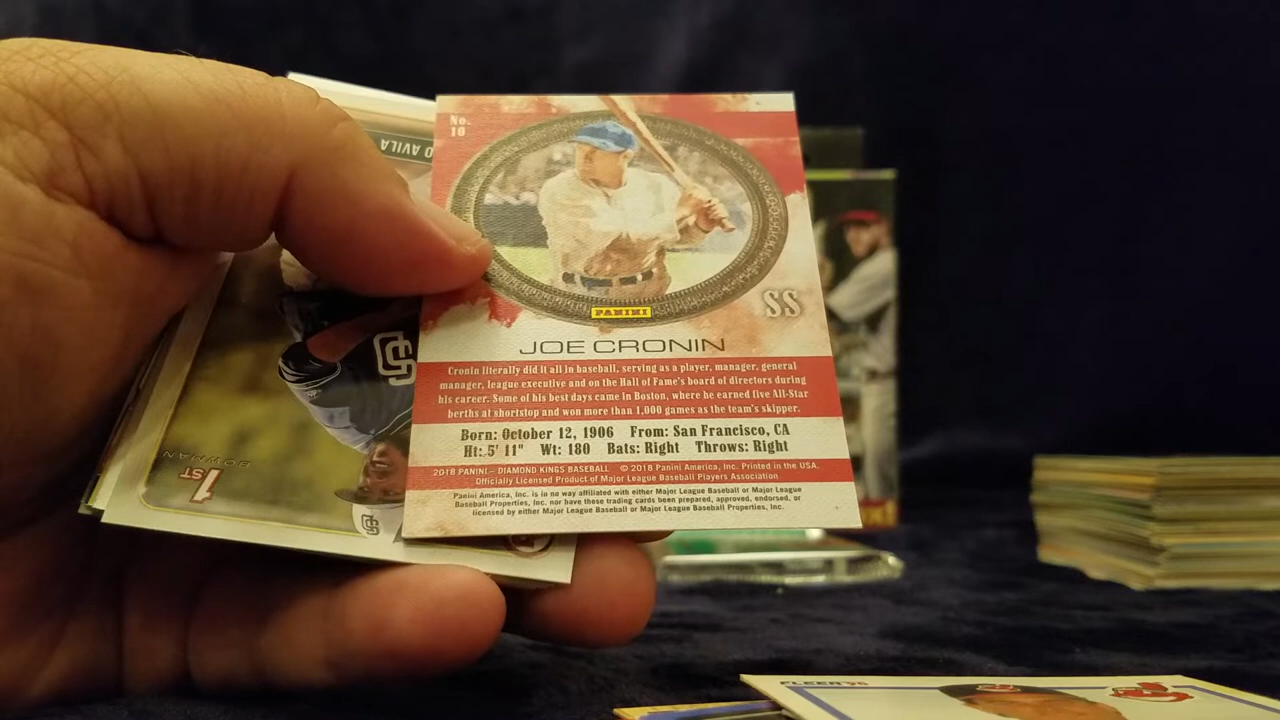 No.
10
PANINI
SS
JOE CRONIN
Cronin literally did it all in baseball, serving as a player, manager, general
manager, league executive and on the Hall of Fame's board of directors during
his career. Some of his best days came in Boston, where he earned five All-Star
berths at shortstop and won more than 1,000 games as the team's skipper.
Born: October 12, 1906 From: San Francisco, CA
Ht: 5' 11" Wt: 180 Bats: Right Throws: Right
2018 PANINI – DIAMOND KINGS BASEBALL © 2018 Panini America, Inc. Printed in the USA.
Officially Licensed Product of Major League Baseball Players Association
Panini America, Inc. is in no way affiliated with either Major League Baseball or Major League
Baseball Properties, Inc. nor have these trading cards been prepared, approved, endorsed, or
licensed by either Major League Baseball or Major League Baseball Properties, Inc.
O AVILA
1ST
BOWMAN
FLEER